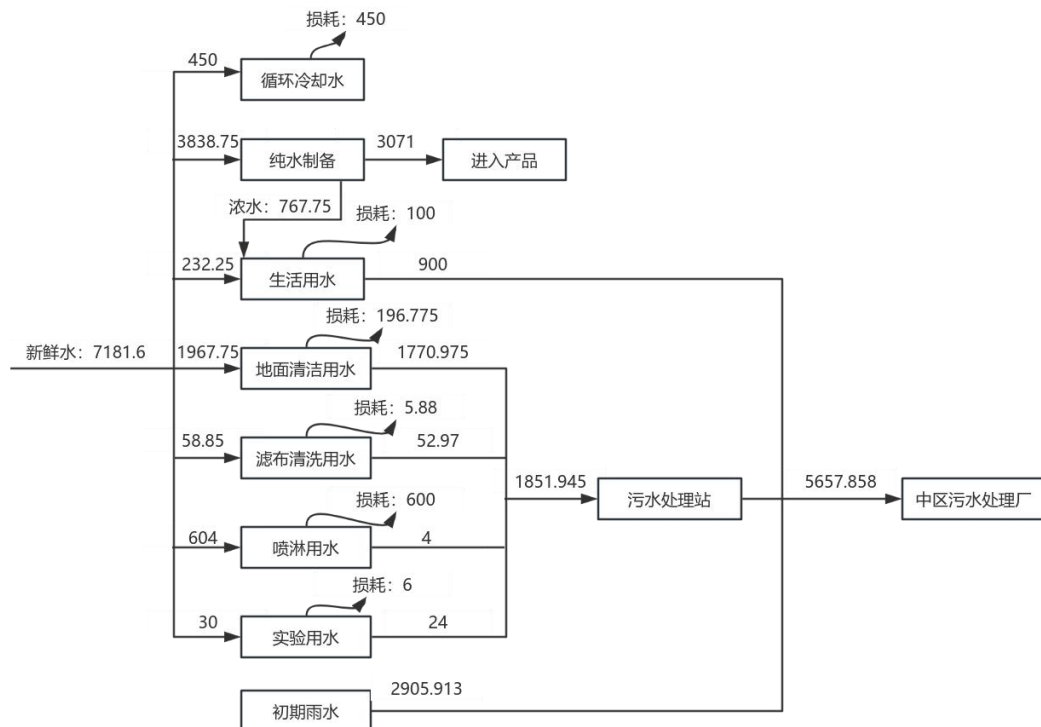 损耗：450
450
循环冷却水
3838.75
纯水制备
3071
进入产品
浓水：767.75
损耗：100
232.25
生活用水
900
损耗：196.775
新鲜水：7181.6
1967.75
地面清洁用水
1770.975
损耗：5.88
58.85
滤布清洗用水
52.97
1851.945
污水处理站
5657.858
中区污水处理厂
损耗：600
604
喷淋用水
4
损耗：6
30
实验用水
24
初期雨水
2905.913